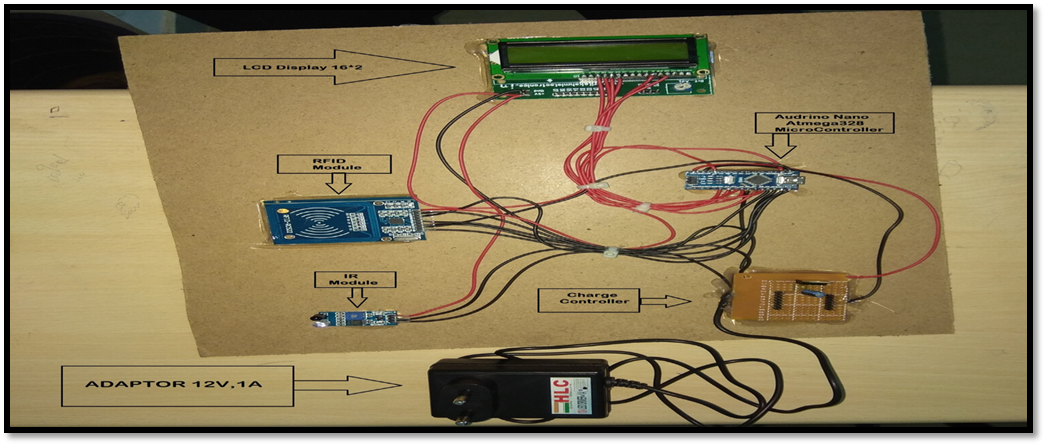 LCD Display 16*2
Audrino Nano
Atmega328
MicroController
RFID
Module
IR
Module
Charge
Controller
ADAPTOR 12V,1A
HLC